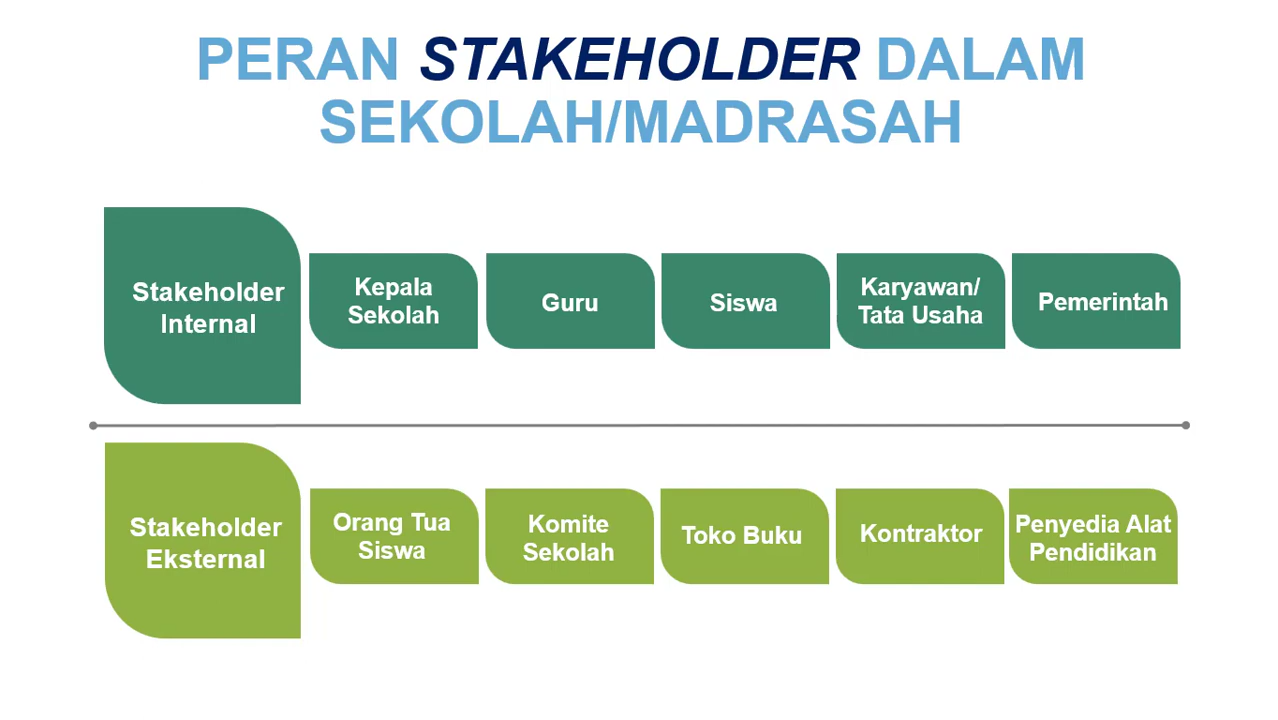 PERAN STAKEHOLDER DALAM
SEKOLAH/MADRASAH
Stakeholder
Internal
Kepala
Sekolah
Guru
Siswa
Karyawan/
Tata Usaha
Pemerintah
Stakeholder
Eksternal
Orang Tua
Siswa
Komite
Sekolah
Toko Buku
Kontraktor
Penyedia Alat
Pendidikan